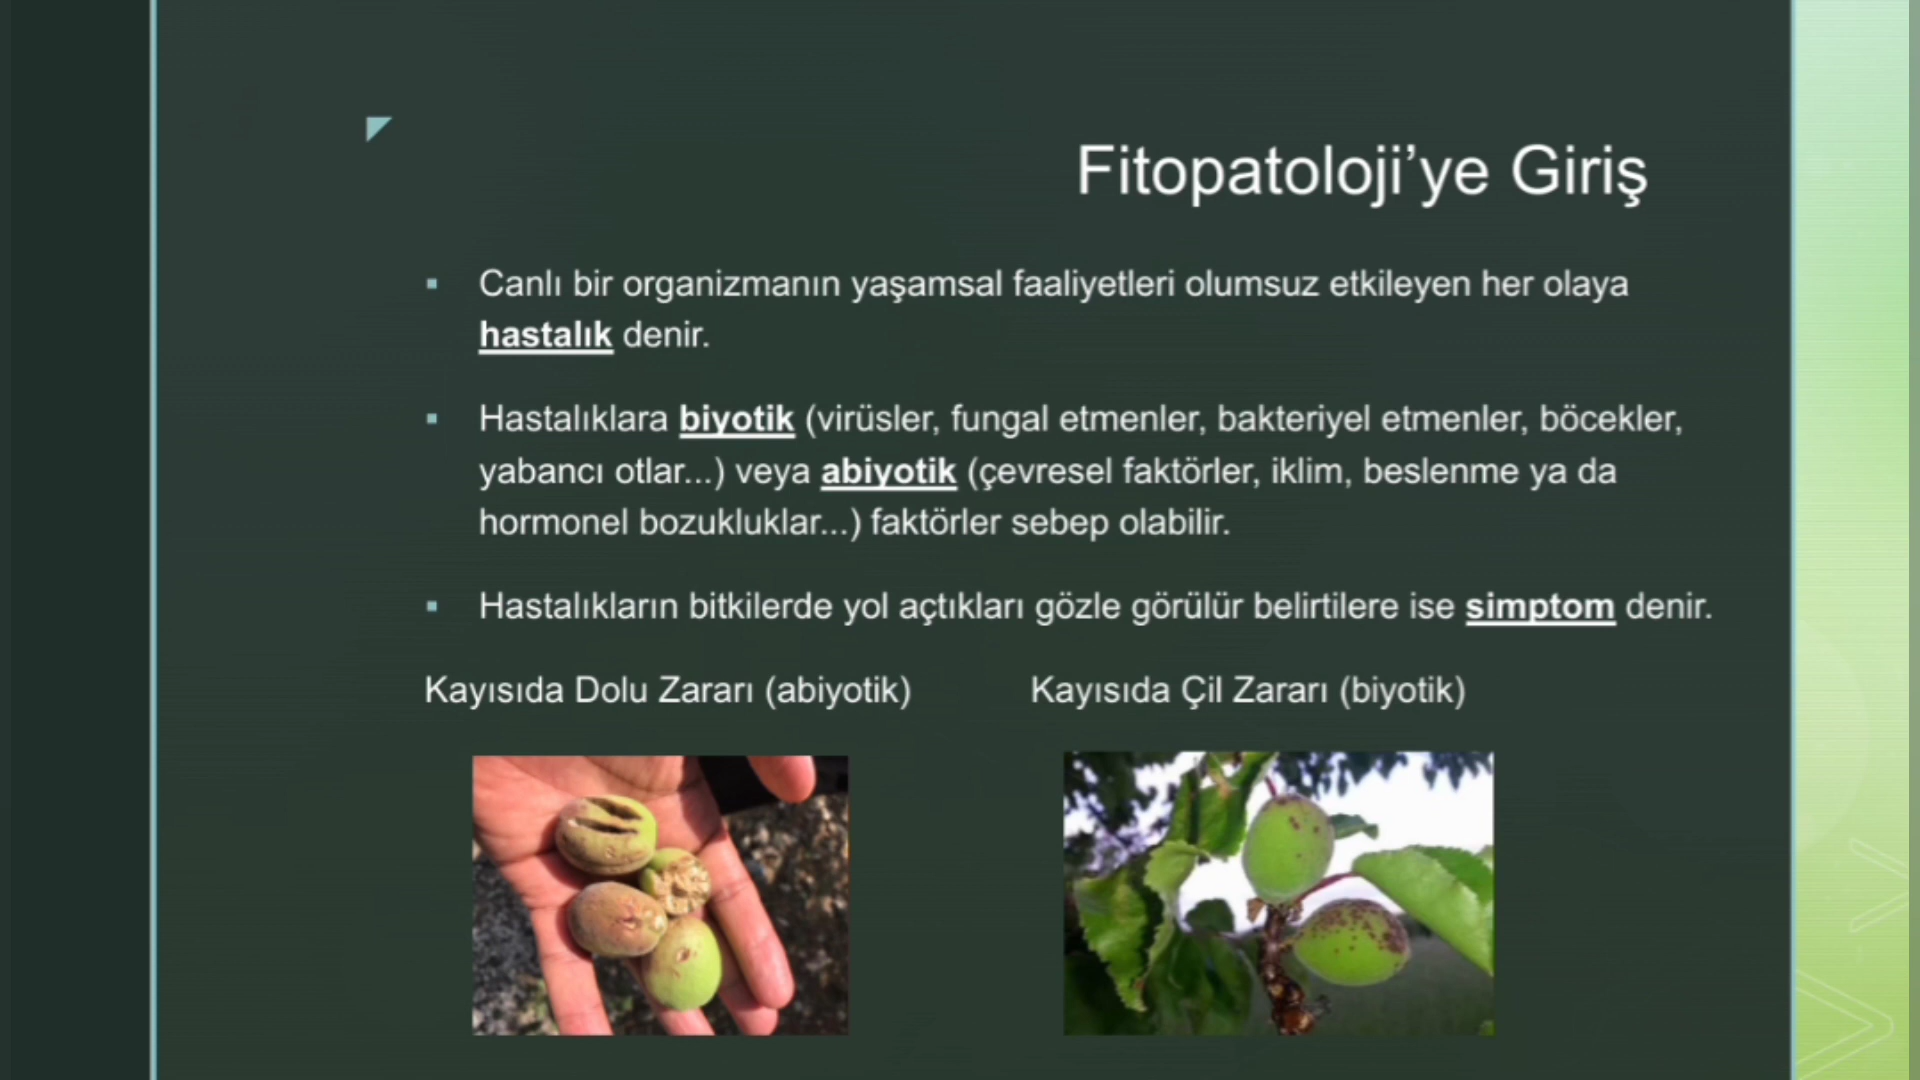 Fitopatoloji’ye Giriş
▪ Canlı bir organizmanın yaşamsal faaliyetleri olumsuz etkileyen her olaya
hastalık denir.
▪ Hastalıklara biyotik (virüsler, fungal etmenler, bakteriyel etmenler, böcekler,
yabancı otlar...) veya abiyotik (çevresel faktörler, iklim, beslenme ya da
hormonel bozukluklar...) faktörler sebep olabilir.
▪ Hastalıkların bitkilerde yol açtıkları gözle görülür belirtilere ise simptom denir.
Kayısıda Dolu Zararı (abiyotik) Kayısıda Çil Zararı (biyotik)